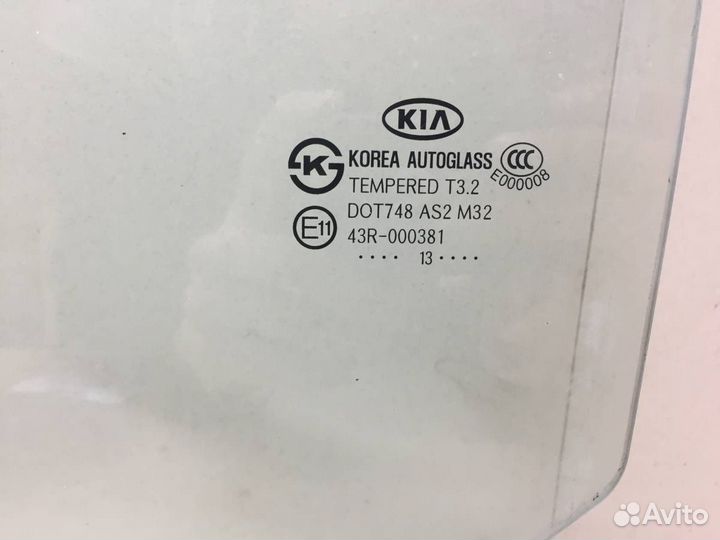 KIA
K KOREA AUTOGLASS CCC
E000008
TEMPERED T3.2
DOT748 AS2 M32
E11 43R-000381
···· 13 ····
Avito